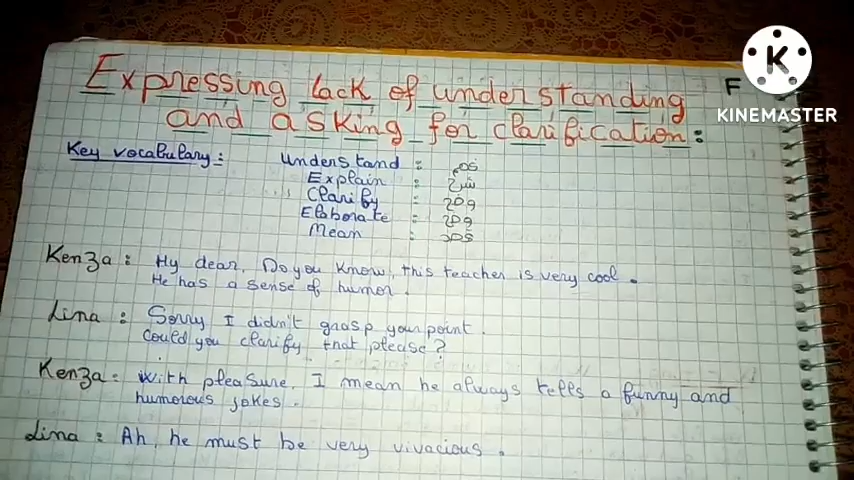 Expressing lack of understanding
and asking for clarification:
F
K
KINEMASTER
Key vocabulary: Understand : فهم
Explain : شرح
Clarify : وضح
Elaborate : وضح
Mean :
Kenza: Hy dear, Do you know, this teacher is very cool.
He has a sense of humor.
Lina : Sorry I didn't grasp your point.
Could you clarify that please?
Kenza: With pleasure, I mean he always tells a funny and
humorous jokes.
Lina : Ah, he must be very vivacious.